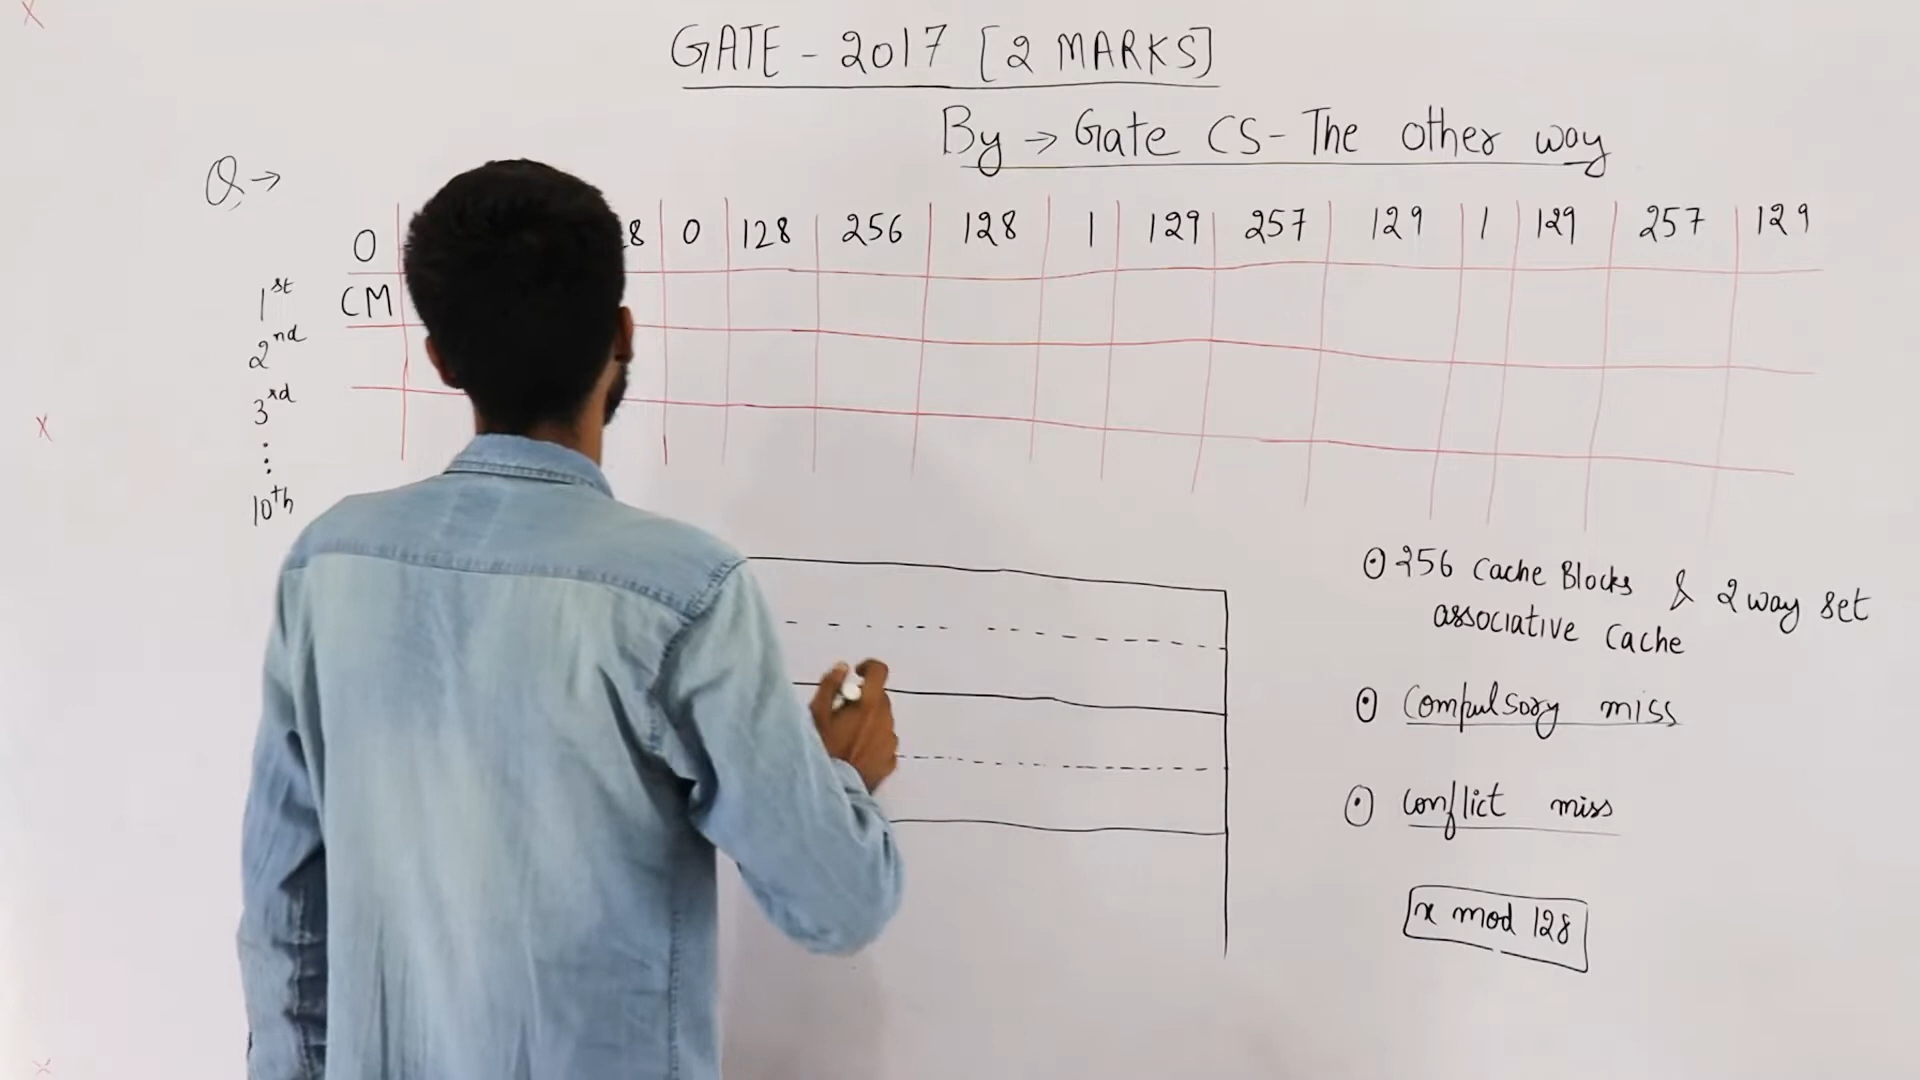 GATE - 2017 [2 MARKS]
By → Gate CS - The other way
Q →
0 8 0 128 256 128 1 129 257 129 1 129 257 129
1st CM
2nd
3rd
⋮
10th
⊙ 256 Cache Blocks & 2 way set
associative Cache
⊙ Compulsory miss
⊙ Conflict miss
x mod 128